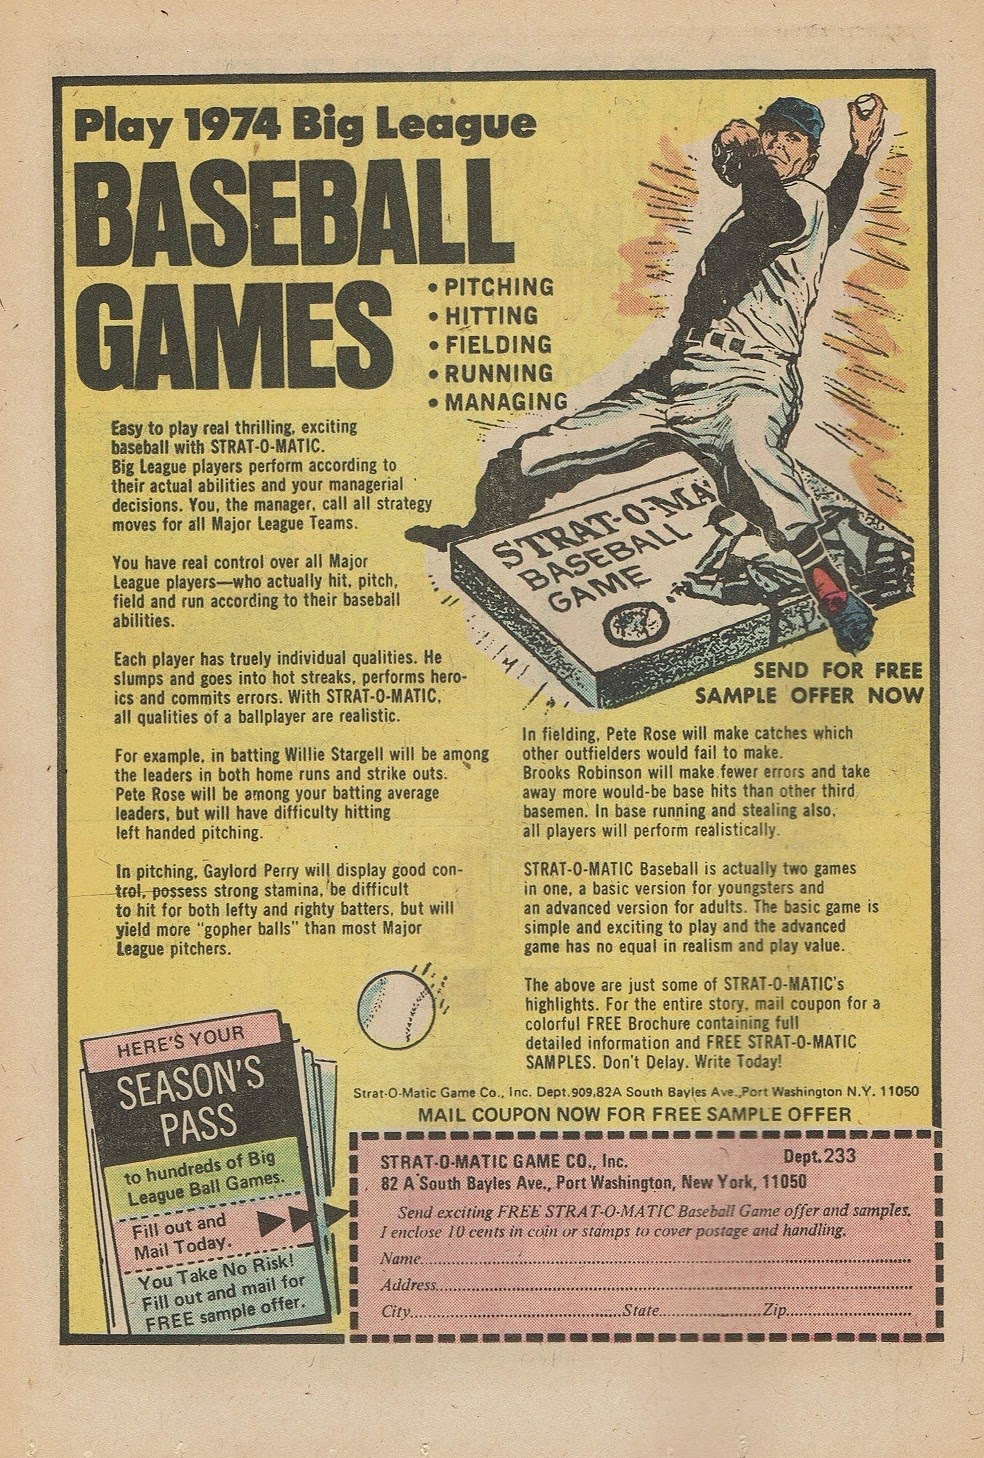 Play 1974 Big League
BASEBALL
GAMES
• PITCHING
• HITTING
• FIELDING
• RUNNING
• MANAGING
Easy to play real thrilling, exciting
baseball with STRAT-O-MATIC.
Big League players perform according to
their actual abilities and your managerial
decisions. You, the manager, call all strategy
moves for all Major League Teams.
You have real control over all Major
League players—who actually hit, pitch,
field and run according to their baseball
abilities.
Each player has truely individual qualities. He
slumps and goes into hot streaks, performs hero-
ics and commits errors. With STRAT-O-MATIC,
all qualities of a ballplayer are realistic.
For example, in batting Willie Stargell will be among
the leaders in both home runs and strike outs.
Pete Rose will be among your batting average
leaders, but will have difficulty hitting
left handed pitching.
In pitching, Gaylord Perry will display good con-
trol, possess strong stamina, be difficult
to hit for both lefty and righty batters, but will
yield more "gopher balls" than most Major
League pitchers.
STRAT-O-MA
BASEBALL
GAME
SEND FOR FREE
SAMPLE OFFER NOW
In fielding, Pete Rose will make catches which
other outfielders would fail to make.
Brooks Robinson will make fewer errors and take
away more would-be base hits than other third
basemen. In base running and stealing also,
all players will perform realistically.
STRAT-O-MATIC Baseball is actually two games
in one, a basic version for youngsters and
an advanced version for adults. The basic game is
simple and exciting to play and the advanced
game has no equal in realism and play value.
The above are just some of STRAT-O-MATIC's
highlights. For the entire story, mail coupon for a
colorful FREE Brochure containing full
detailed information and FREE STRAT-O-MATIC
SAMPLES. Don't Delay. Write Today!
HERE'S YOUR
SEASON'S
PASS
to hundreds of Big
League Ball Games.
Fill out and
Mail Today.
You Take No Risk!
Fill out and mail for
FREE sample offer.
Strat-O-Matic Game Co., Inc. Dept.909,82A South Bayles Ave.,Port Washington N.Y. 11050
MAIL COUPON NOW FOR FREE SAMPLE OFFER
STRAT-O-MATIC GAME CO., Inc. Dept.233
82 A South Bayles Ave., Port Washington, New York, 11050
Send exciting FREE STRAT-O-MATIC Baseball Game offer and samples.
I enclose 10 cents in coin or stamps to cover postage and handling.
Name
Address
City State Zip